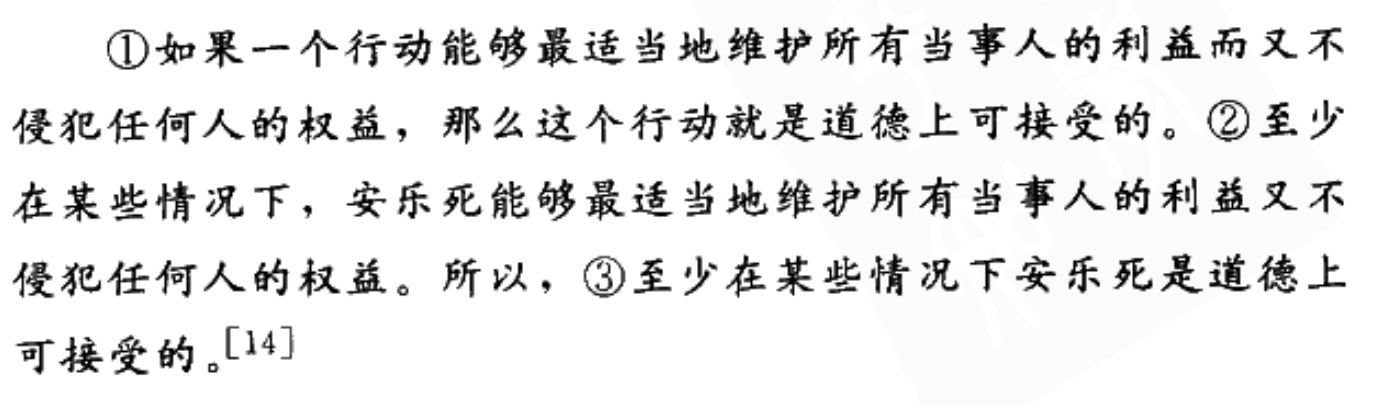 ①如果一个行动能够最适当地维护所有当事人的利益而又不
侵犯任何人的权益，那么这个行动就是道德上可接受的。②至少
在某些情况下，安乐死能够最适当地维护所有当事人的利益又不
侵犯任何人的权益。所以，③至少在某些情况下安乐死是道德上
可接受的。[14]